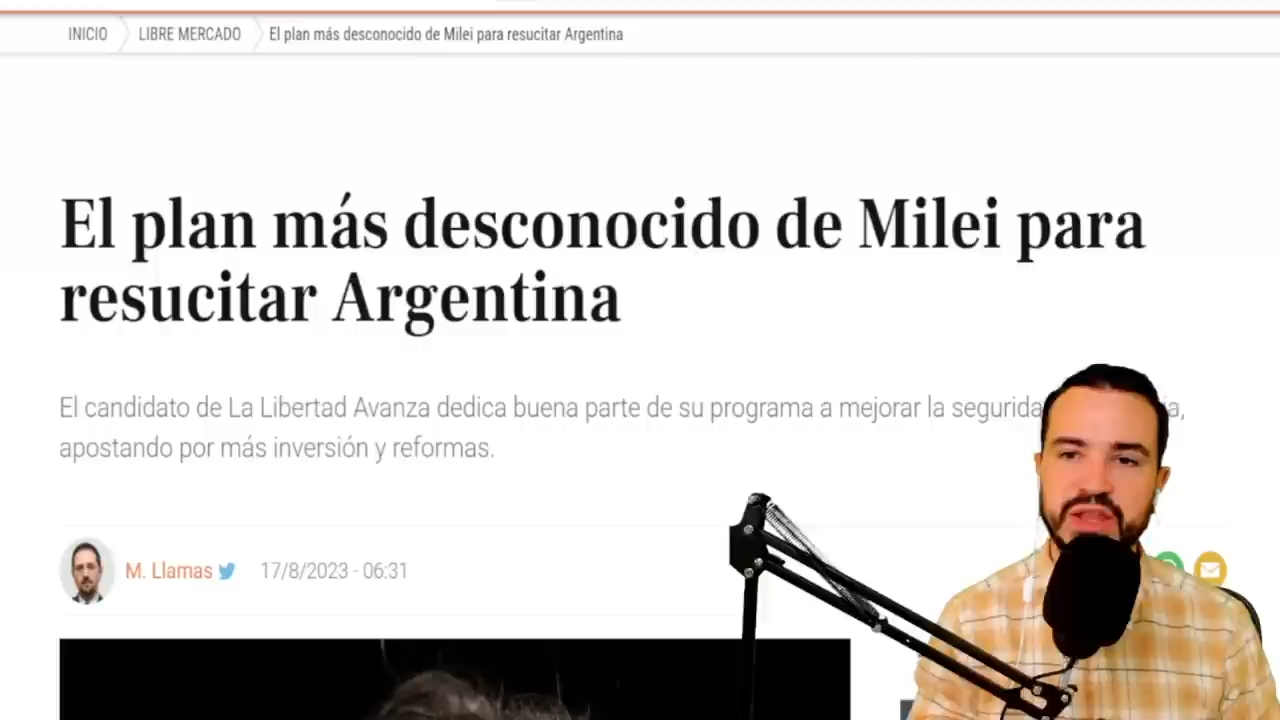 INICIO LIBRE MERCADO El plan más desconocido de Milei para resucitar Argentina
El plan más desconocido de Milei para
resucitar Argentina
El candidato de La Libertad Avanza dedica buena parte de su programa a mejorar la
apostando por más inversión y reformas.
M. Llamas 17/8/2023 - 06:31